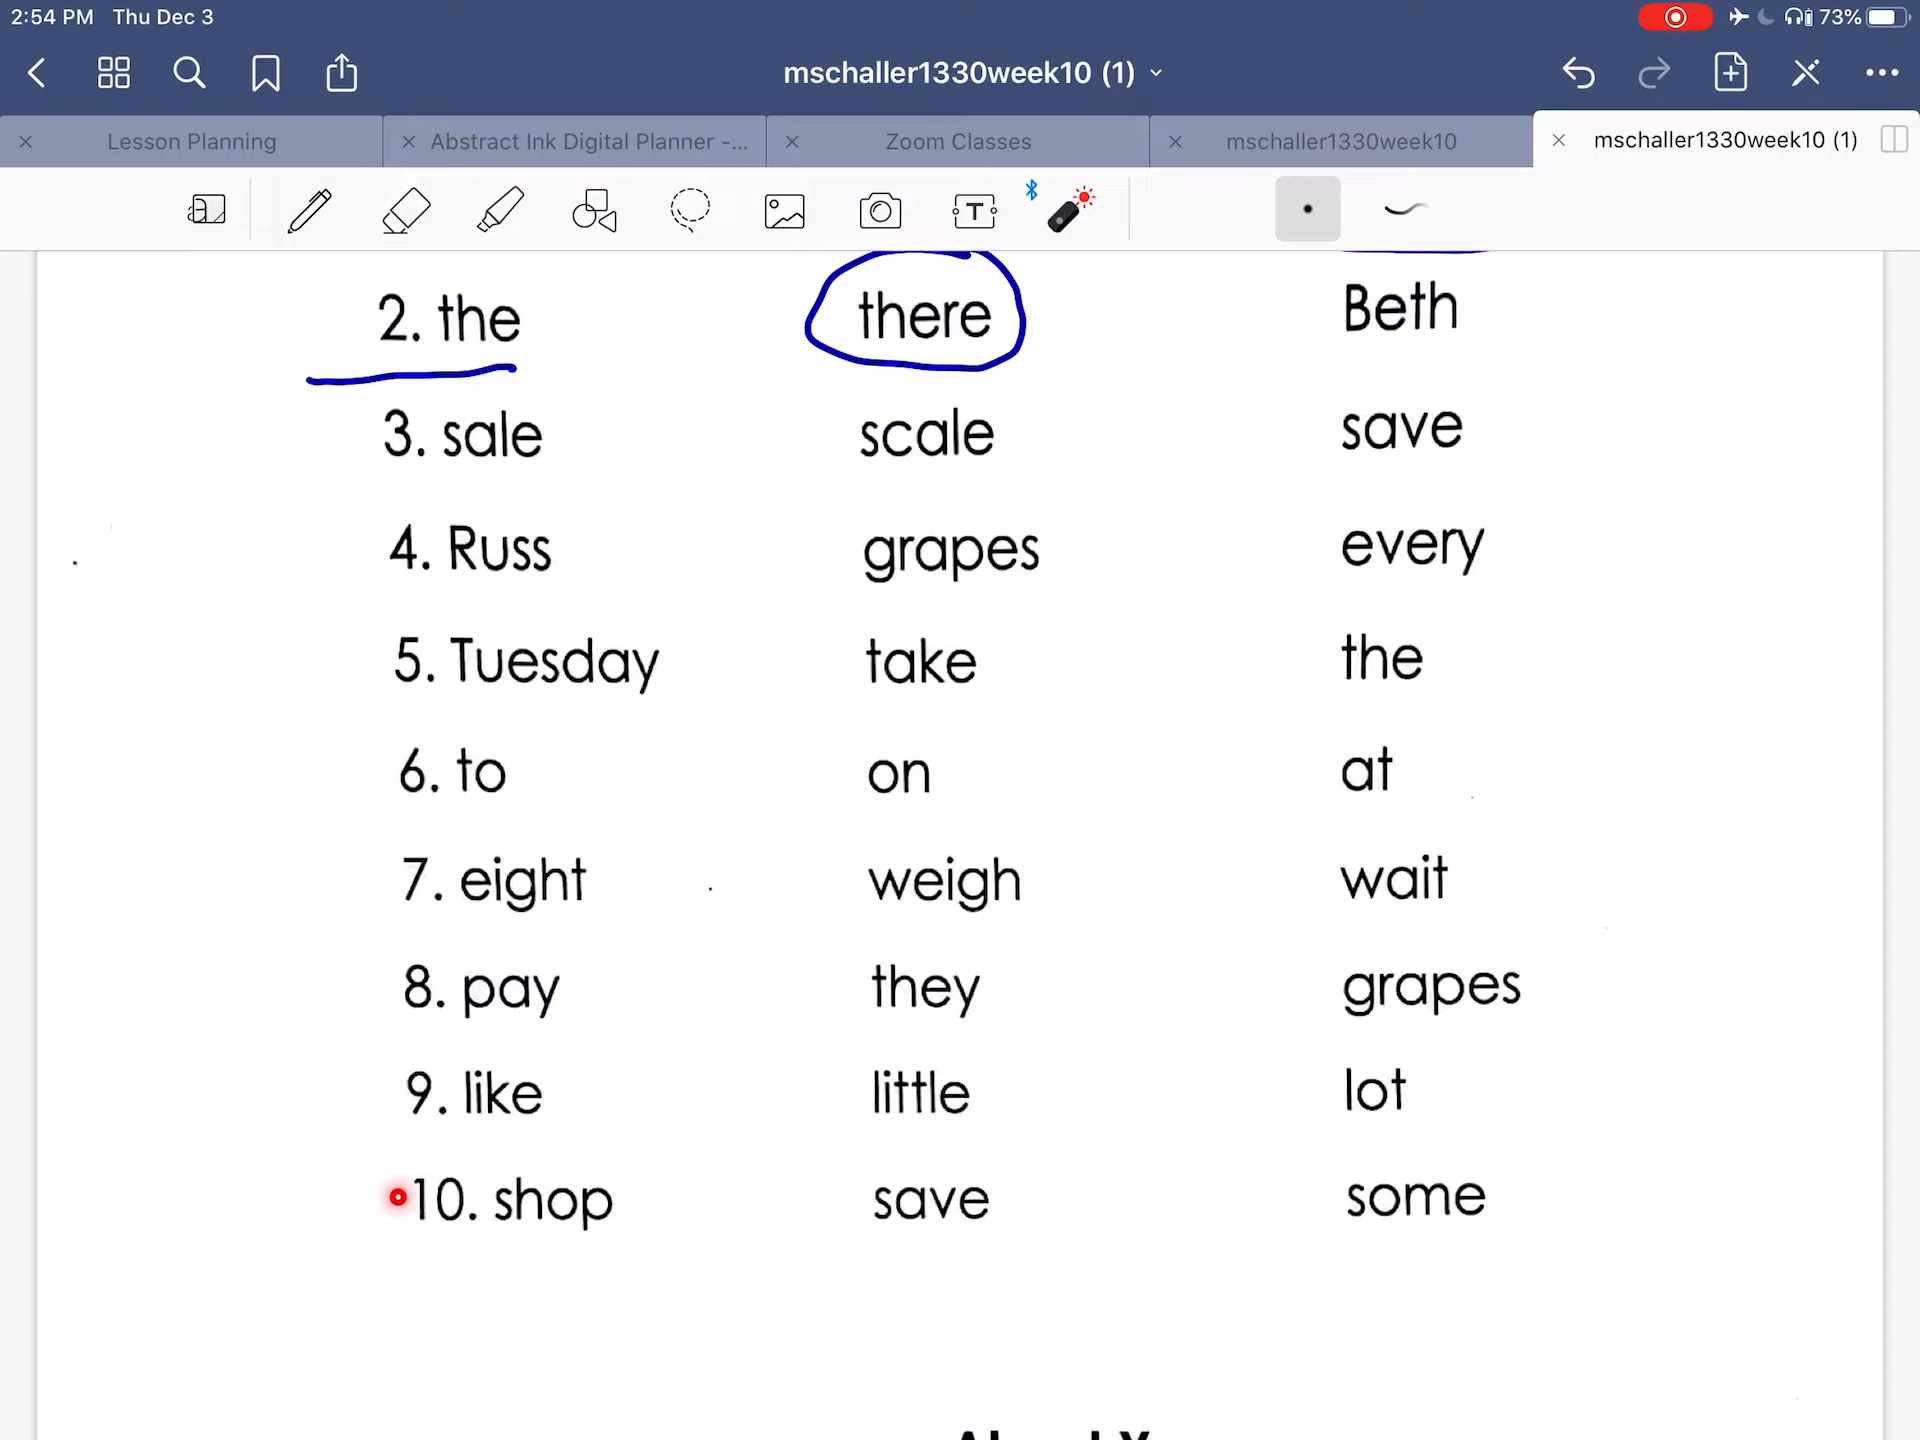 2:54 PM Thu Dec 3 73%
mschaller1330week10 (1)
Lesson Planning Abstract Ink Digital Planner -... Zoom Classes mschaller1330week10 mschaller1330week10 (1)
2. the there Beth
3. sale scale save
4. Russ grapes every
5. Tuesday take the
6. to on at
7. eight weigh wait
8. pay they grapes
9. like little lot
10. shop save some